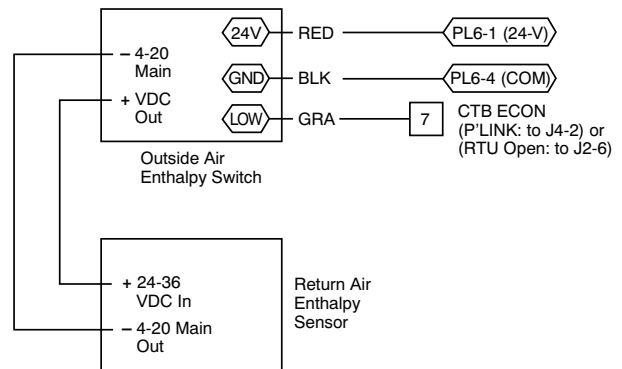 24V RED PL6-1 (24-V)
– 4-20
Main
GND BLK PL6-4 (COM)
+ VDC
Out
LOW GRA 7 CTB ECON
(P'LINK: to J4-2) or
(RTU Open: to J2-6)
Outside Air
Enthalpy Switch
+ 24-36
VDC In
– 4-20 Main
Out
Return Air
Enthalpy
Sensor